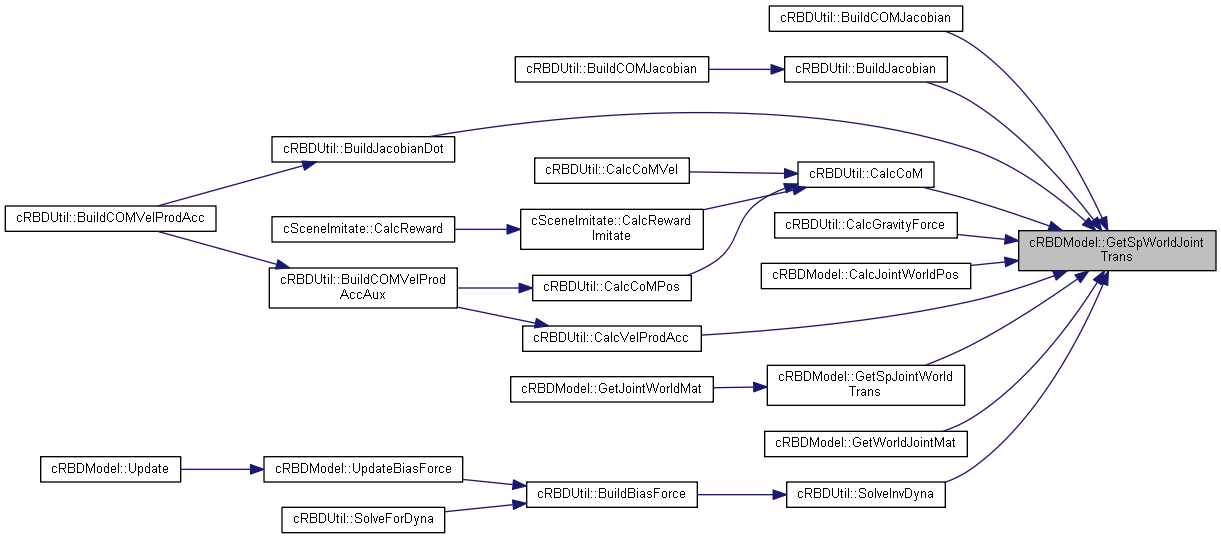 cRBDUtil::BuildCOMJacobian
cRBDUtil::BuildCOMJacobian
cRBDUtil::BuildJacobian
cRBDUtil::BuildJacobianDot
cRBDUtil::CalcCoMVel
cRBDUtil::CalcCoM
cRBDUtil::BuildCOMVelProdAcc
cSceneImitate::CalcReward
cSceneImitate::CalcReward
Imitate
cRBDUtil::CalcGravityForce
cRBDModel::GetSpWorldJoint
Trans
cRBDModel::CalcJointWorldPos
cRBDUtil::BuildCOMVelProd
AccAux
cRBDUtil::CalcCoMPos
cRBDUtil::CalcVelProdAcc
cRBDModel::GetJointWorldMat
cRBDModel::GetSpJointWorld
Trans
cRBDModel::GetWorldJointMat
cRBDModel::Update
cRBDModel::UpdateBiasForce
cRBDUtil::BuildBiasForce
cRBDUtil::SolveInvDyna
cRBDUtil::SolveForDyna